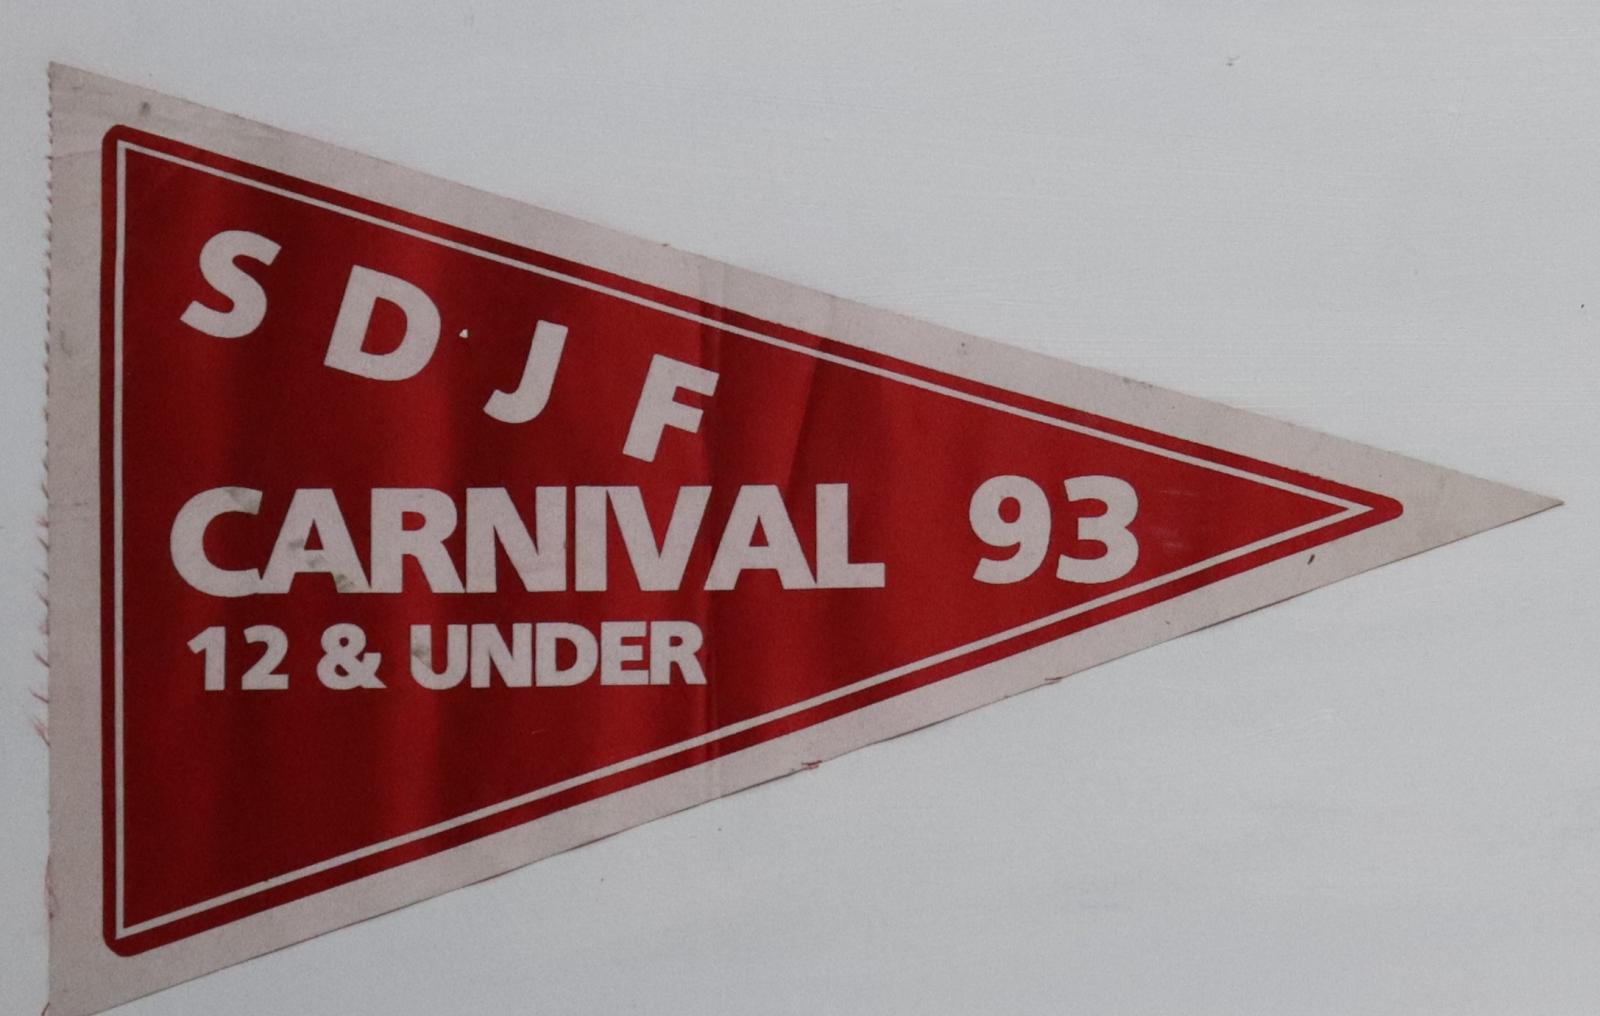 S D J F
CARNIVAL 93
12 & UNDER